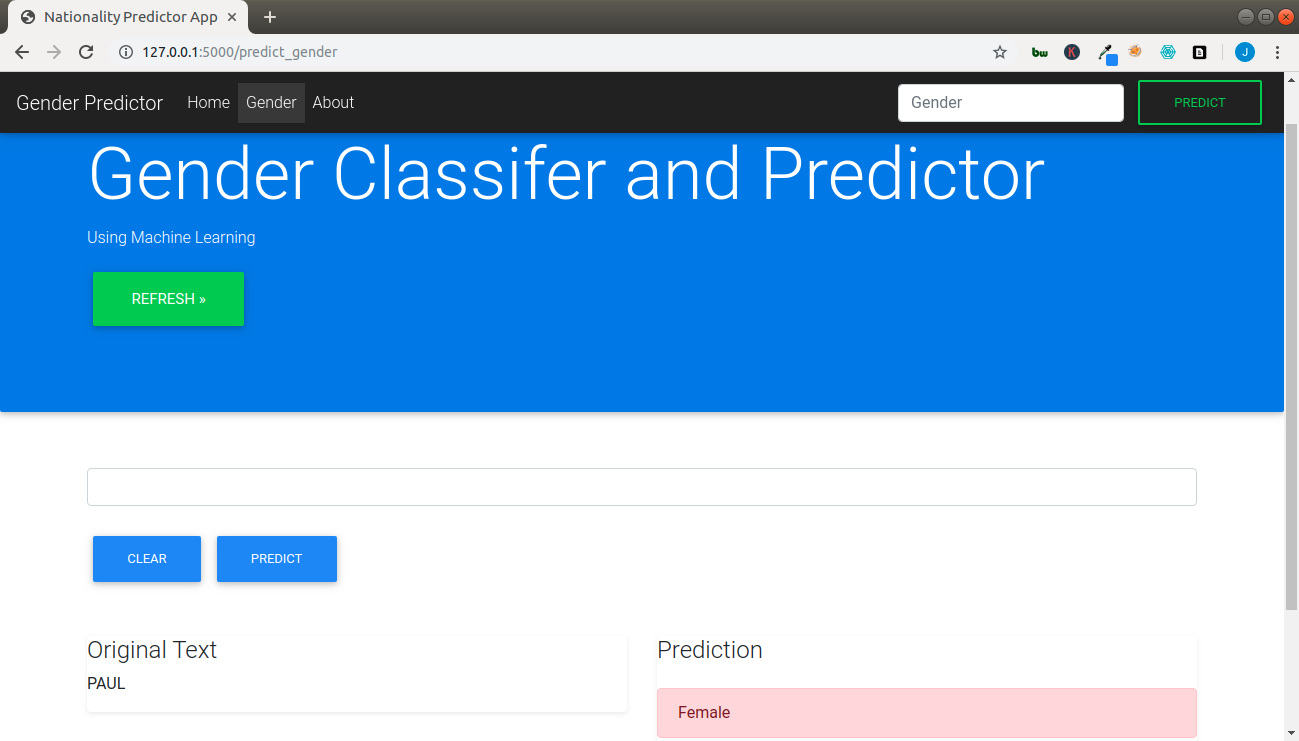 Nationality Predictor App
127.0.0.1:5000/predict_gender
bw
K
J
Gender Predictor Home Gender About Gender PREDICT
Gender Classifer and Predictor
Using Machine Learning
REFRESH »
CLEAR PREDICT
Original Text Prediction
PAUL
Female